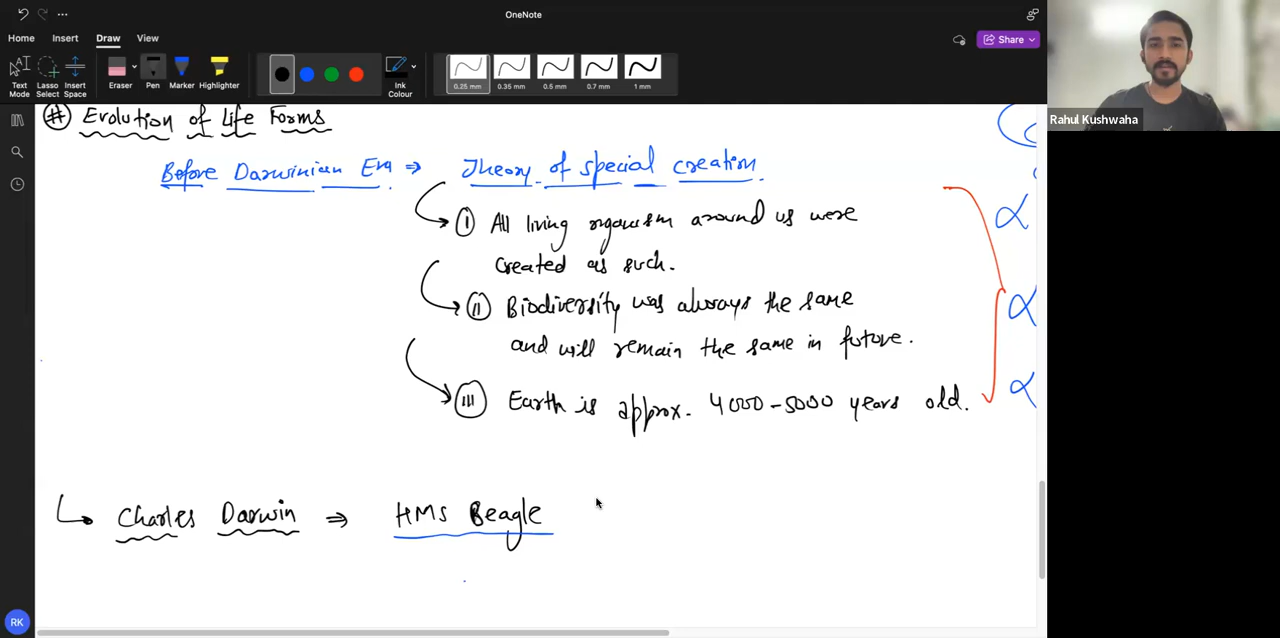 OneNote
Home Insert Draw View
Share
Text Mode
Lasso Select
Insert Space
Eraser
Pen
Marker
Highlighter
Ink Colour
0.25 mm 0.35 mm 0.5 mm 0.7 mm 1 mm
Rahul Kushwaha
# Evolution of Life Forms
Before Darwinian Era ⇒ Theory of special creation.
(I) All living organism around us were
created as such.
(II) Biodiversity was always the same
and will remain the same in future.
(III) Earth is approx. 4000-5000 years old.
α
α
α
Charles Darwin ⇒ HMS Beagle
RK